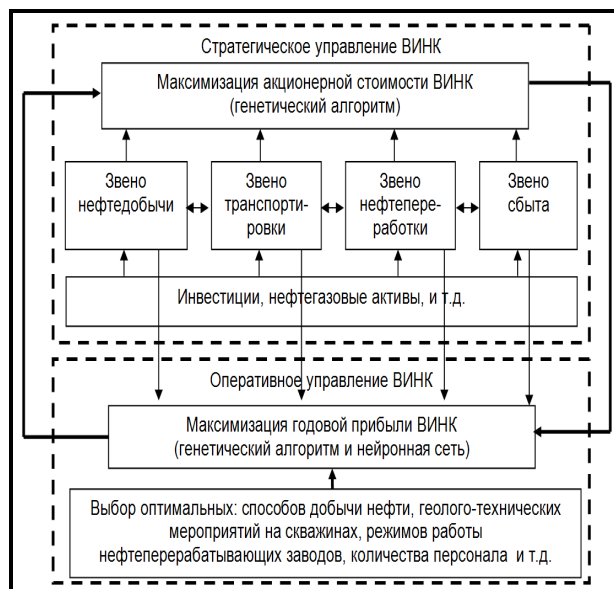 Стратегическое управление ВИНК
Максимизация акционерной стоимости ВИНК
(генетический алгоритм)
Звено
нефтедобычи
Звено
транспорти-
ровки
Звено
нефтепере-
работки
Звено
сбыта
Инвестиции, нефтегазовые активы, и т.д.
Оперативное управление ВИНК
Максимизация годовой прибыли ВИНК
(генетический алгоритм и нейронная сеть)
Выбор оптимальных: способов добычи нефти, геолого-технических
мероприятий на скважинах, режимов работы
нефтеперерабатывающих заводов, количества персонала и т.д.